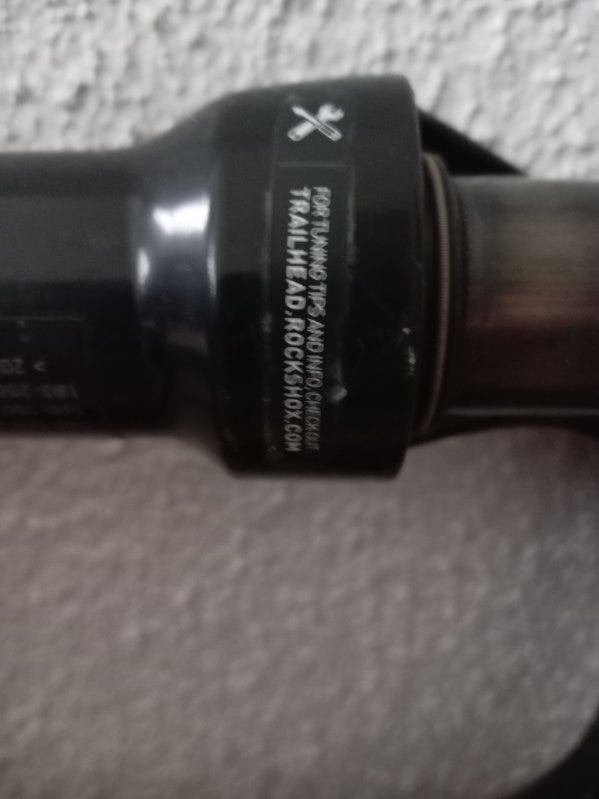 FOR TUNING TIPS AND INFO, CHECK OUT
TRAILHEAD.ROCKSHOX.COM